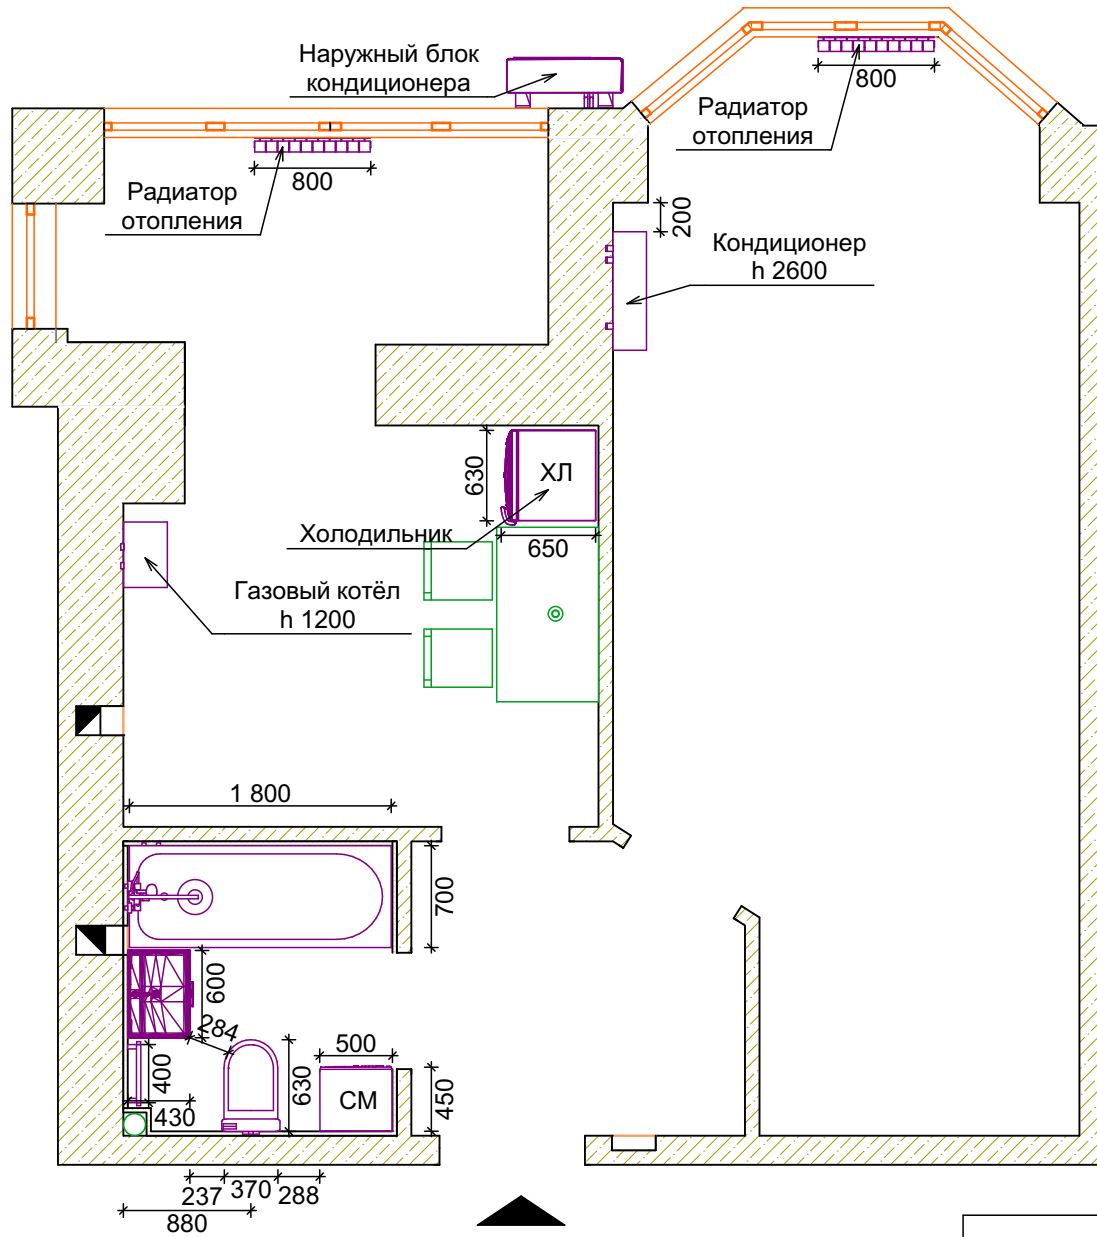 Наружный блок
кондиционера
800
Радиатор
отопления
800
Радиатор
отопления
200
Кондиционер
h 2600
630
ХЛ
Холодильник
650
Газовый котёл
h 1200
1 800
700
600
284
400
430
630
500
СМ
450
237
370
288
880